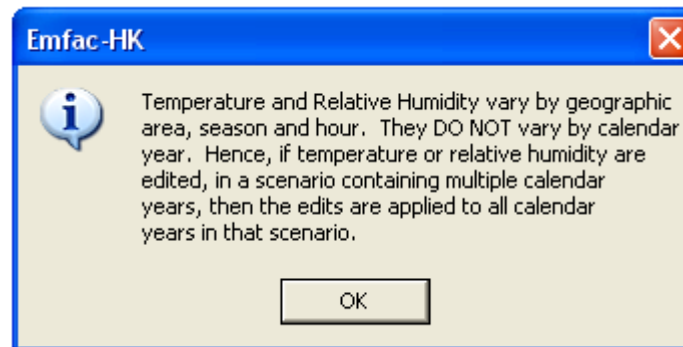 Emfac-HK
Temperature and Relative Humidity vary by geographic
area, season and hour.  They DO NOT vary by calendar
year.  Hence, if temperature or relative humidity are
edited, in a scenario containing multiple calendar
years, then the edits are applied to all calendar
years in that scenario.
OK